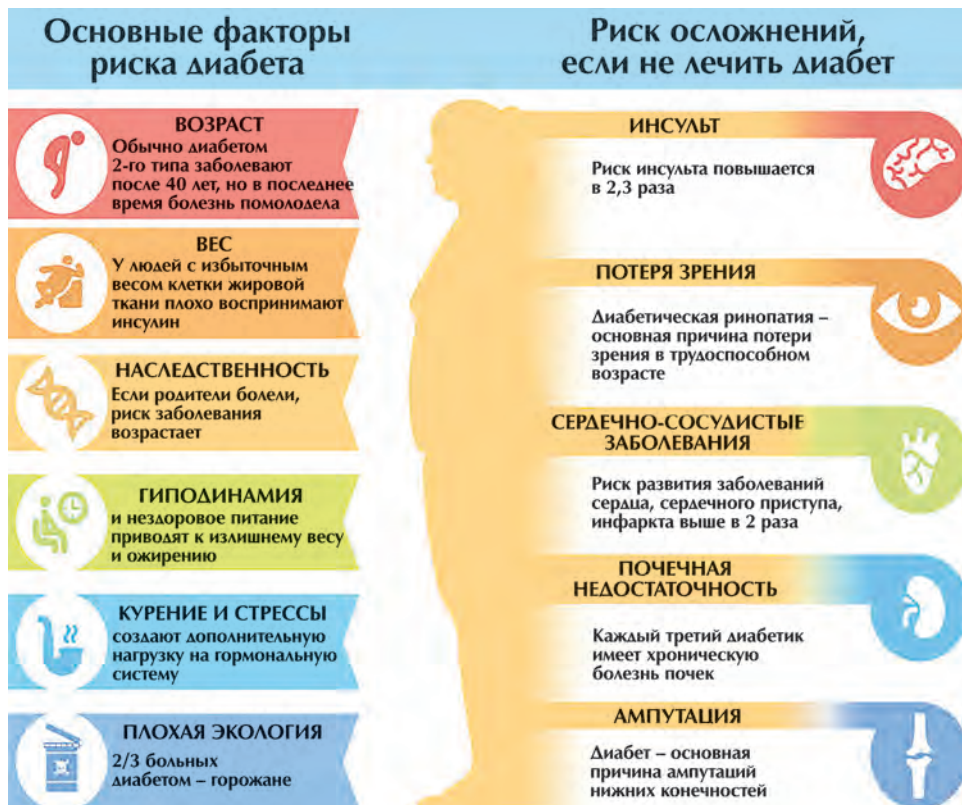 Основные факторы
риска диабета
ВОЗРАСТ
Обычно диабетом
2-го типа заболевают
после 40 лет, но в последнее
время болезнь помолодела
ВЕС
У людей с избыточным
весом клетки жировой
ткани плохо воспринимают
инсулин
НАСЛЕДСТВЕННОСТЬ
Если родители болели,
риск заболевания
возрастает
ГИПОДИНАМИЯ
и нездоровое питание
приводят к излишнему весу
и ожирению
КУРЕНИЕ И СТРЕССЫ
создают дополнительную
нагрузку на гормональную
систему
ПЛОХАЯ ЭКОЛОГИЯ
2/3 больных
диабетом – горожане
Риск осложнений,
если не лечить диабет
ИНСУЛЬТ
Риск инсульта повышается
в 2,3 раза
ПОТЕРЯ ЗРЕНИЯ
Диабетическая ринопатия –
основная причина потери
зрения в трудоспособном
возрасте
СЕРДЕЧНО-СОСУДИСТЫЕ
ЗАБОЛЕВАНИЯ
Риск развития заболеваний
сердца, сердечного приступа,
инфаркта выше в 2 раза
ПОЧЕЧНАЯ
НЕДОСТАТОЧНОСТЬ
Каждый третий диабетик
имеет хроническую
болезнь почек
АМПУТАЦИЯ
Диабет – основная
причина ампутаций
нижних конечностей